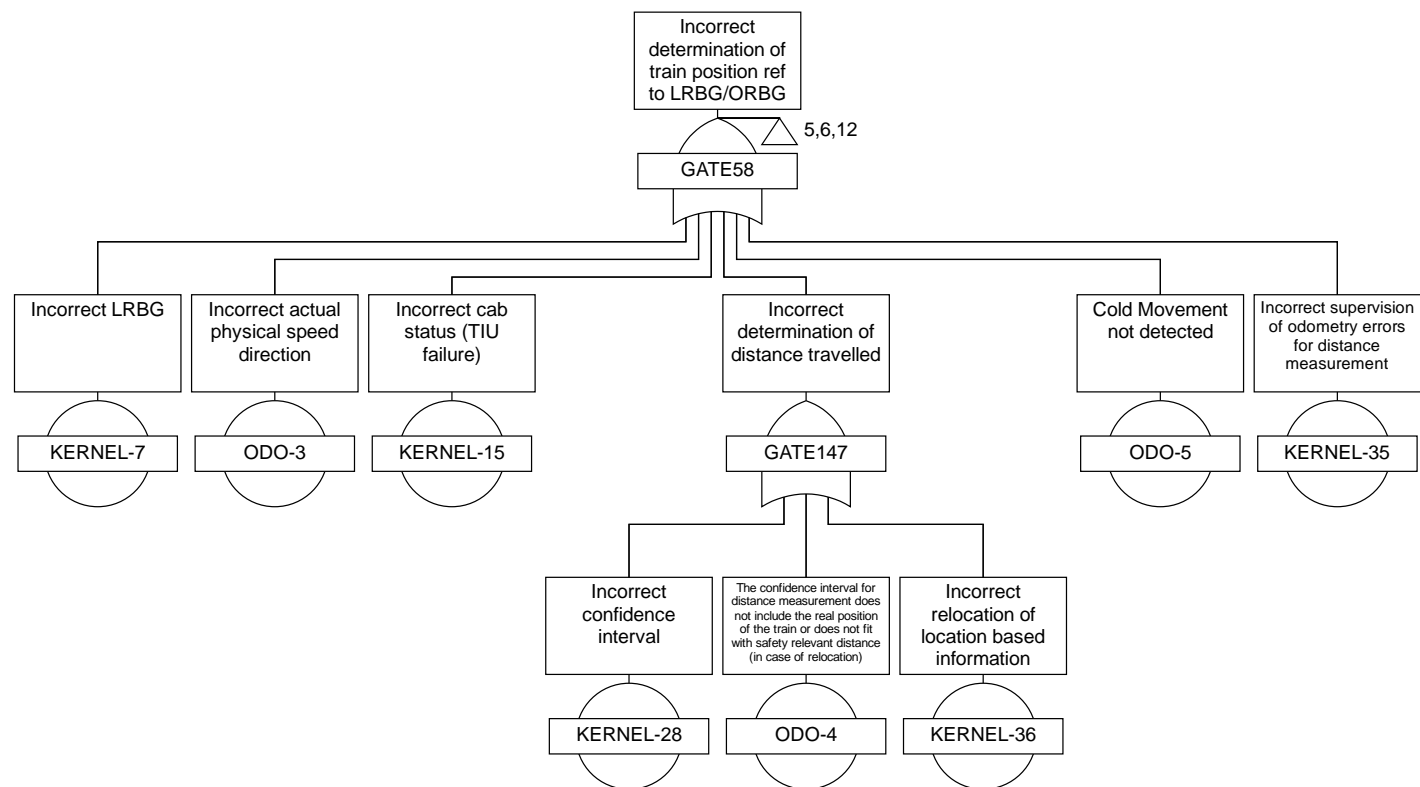 Incorrect
determination of
train position ref
to LRBG/ORBG
5,6,12
GATE58
Incorrect LRBG
Incorrect actual
physical speed
direction
Incorrect cab
status (TIU
failure)
Incorrect
determination of
distance travelled
Cold Movement
not detected
Incorrect supervision
of odometry errors
for distance
measurement
KERNEL-7
ODO-3
KERNEL-15
GATE147
ODO-5
KERNEL-35
Incorrect
confidence
interval
The confidence interval for
distance measurement does
not include the real position
of the train or does not fit
with safety relevant distance
(in case of relocation)
Incorrect
relocation of
location based
information
KERNEL-28
ODO-4
KERNEL-36